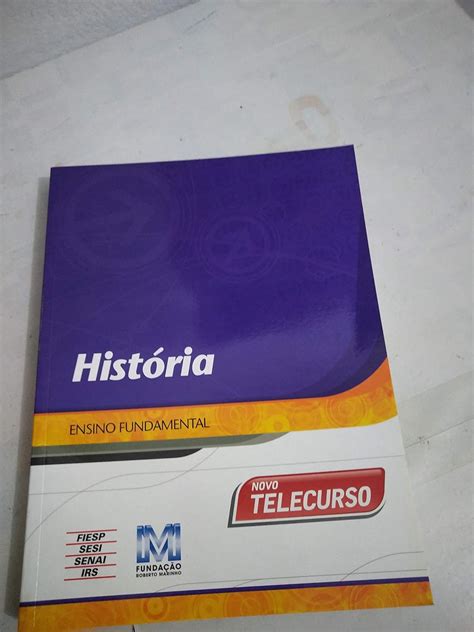 História
ENSINO FUNDAMENTAL
NOVO
TELECURSO
FIESP
SESI
SENAI
IRS
FUNDAÇÃO
ROBERTO MARINHO